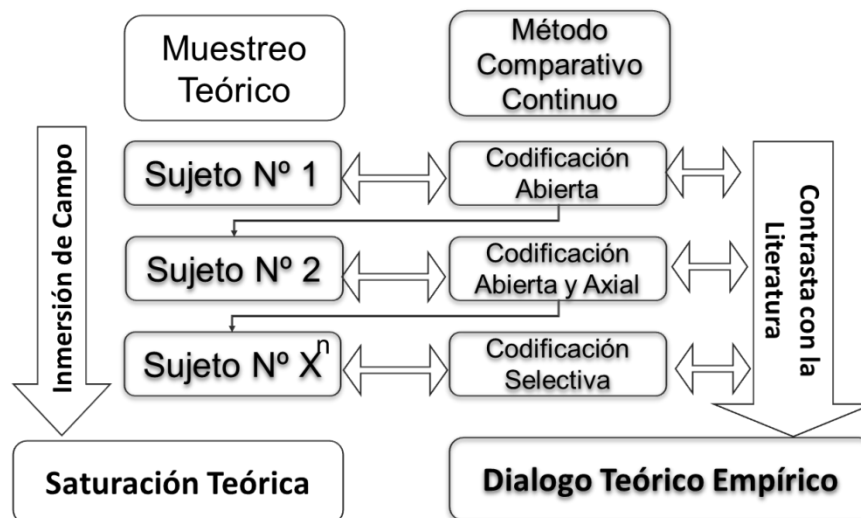 Muestreo
Teórico
Método
Comparativo
Continuo
Inmersión de Campo
Sujeto Nº 1
Codificación
Abierta
Contrasta con la
Literatura
Sujeto Nº 2
Codificación
Abierta y Axial
Sujeto Nº Xⁿ
Codificación
Selectiva
Saturación Teórica
Dialogo Teórico Empírico